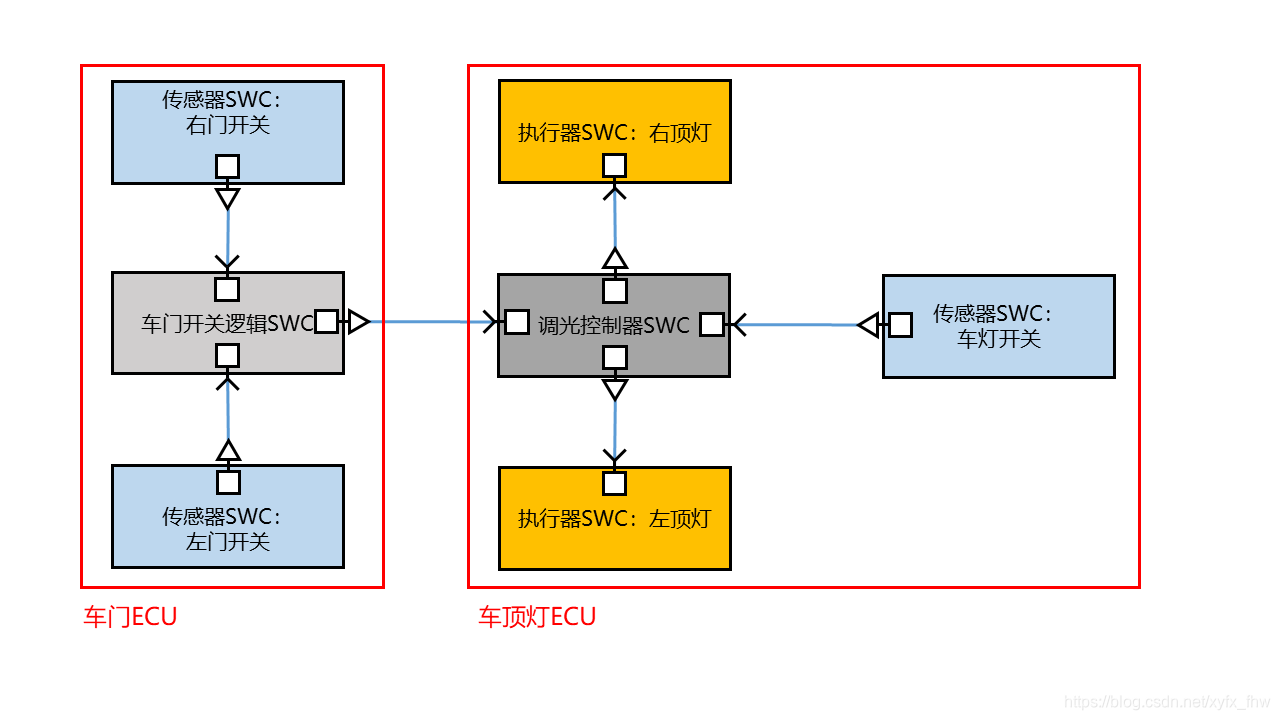 传感器SWC：
右门开关
车门开关逻辑SWC
传感器SWC：
左门开关
车门ECU
执行器SWC：右顶灯
调光控制器SWC
传感器SWC：
车灯开关
执行器SWC：左顶灯
车顶灯ECU
https://blog.csdn.net/xyfx_fhw